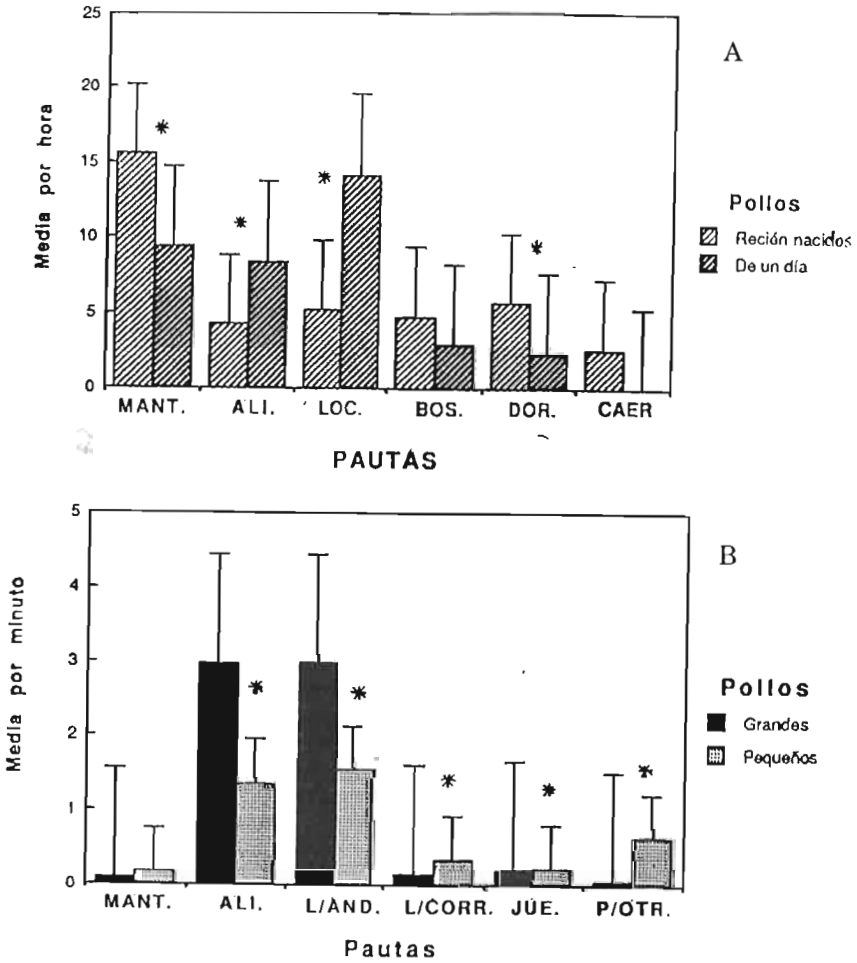 A
Media por hora
25
20
15
10
5
0
* * * *
MANT. ALI. LOC. BOS. DOR. CAER
PAUTAS
Pollos
Reción nacidos
De un día
B
Media por minuto
5
4
3
2
1
0
* * * * *
MANT. ALI. L/AND. L/CORR. JUE. P/OTR.
Pautas
Pollos
Grandes
Pequeños